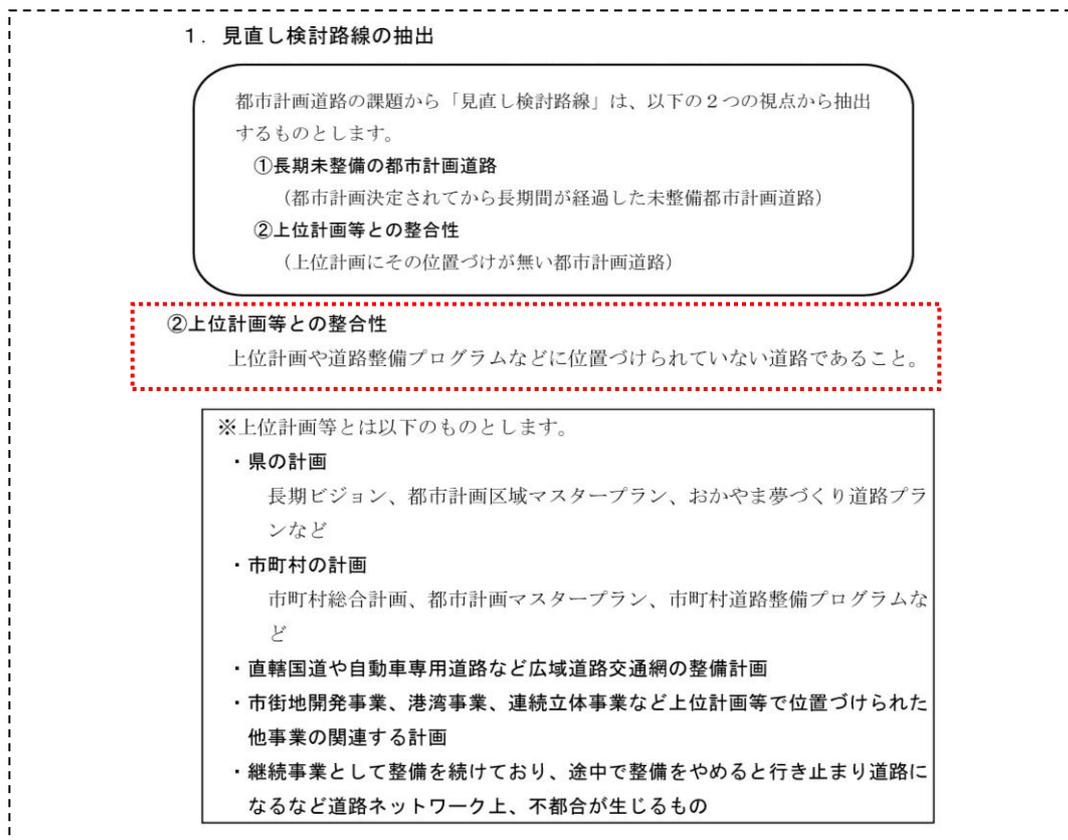 １．見直し検討路線の抽出
都市計画道路の課題から「見直し検討路線」は、以下の２つの視点から抽出
するものとします。
①長期未整備の都市計画道路
（都市計画決定されてから長期間が経過した未整備都市計画道路）
②上位計画等との整合性
（上位計画にその位置づけが無い都市計画道路）
②上位計画等との整合性
上位計画や道路整備プログラムなどに位置づけられていない道路であること。
※上位計画等とは以下のものとします。
・県の計画
長期ビジョン、都市計画区域マスタープラン、おかやま夢づくり道路プラ
ンなど
・市町村の計画
市町村総合計画、都市計画マスタープラン、市町村道路整備プログラムな
ど
・直轄国道や自動車専用道路など広域道路交通網の整備計画
・市街地開発事業、港湾事業、連続立体事業など上位計画等で位置づけられた
他事業の関連する計画
・継続事業として整備を続けており、途中で整備をやめると行き止まり道路に
なるなど道路ネットワーク上、不都合が生じるもの